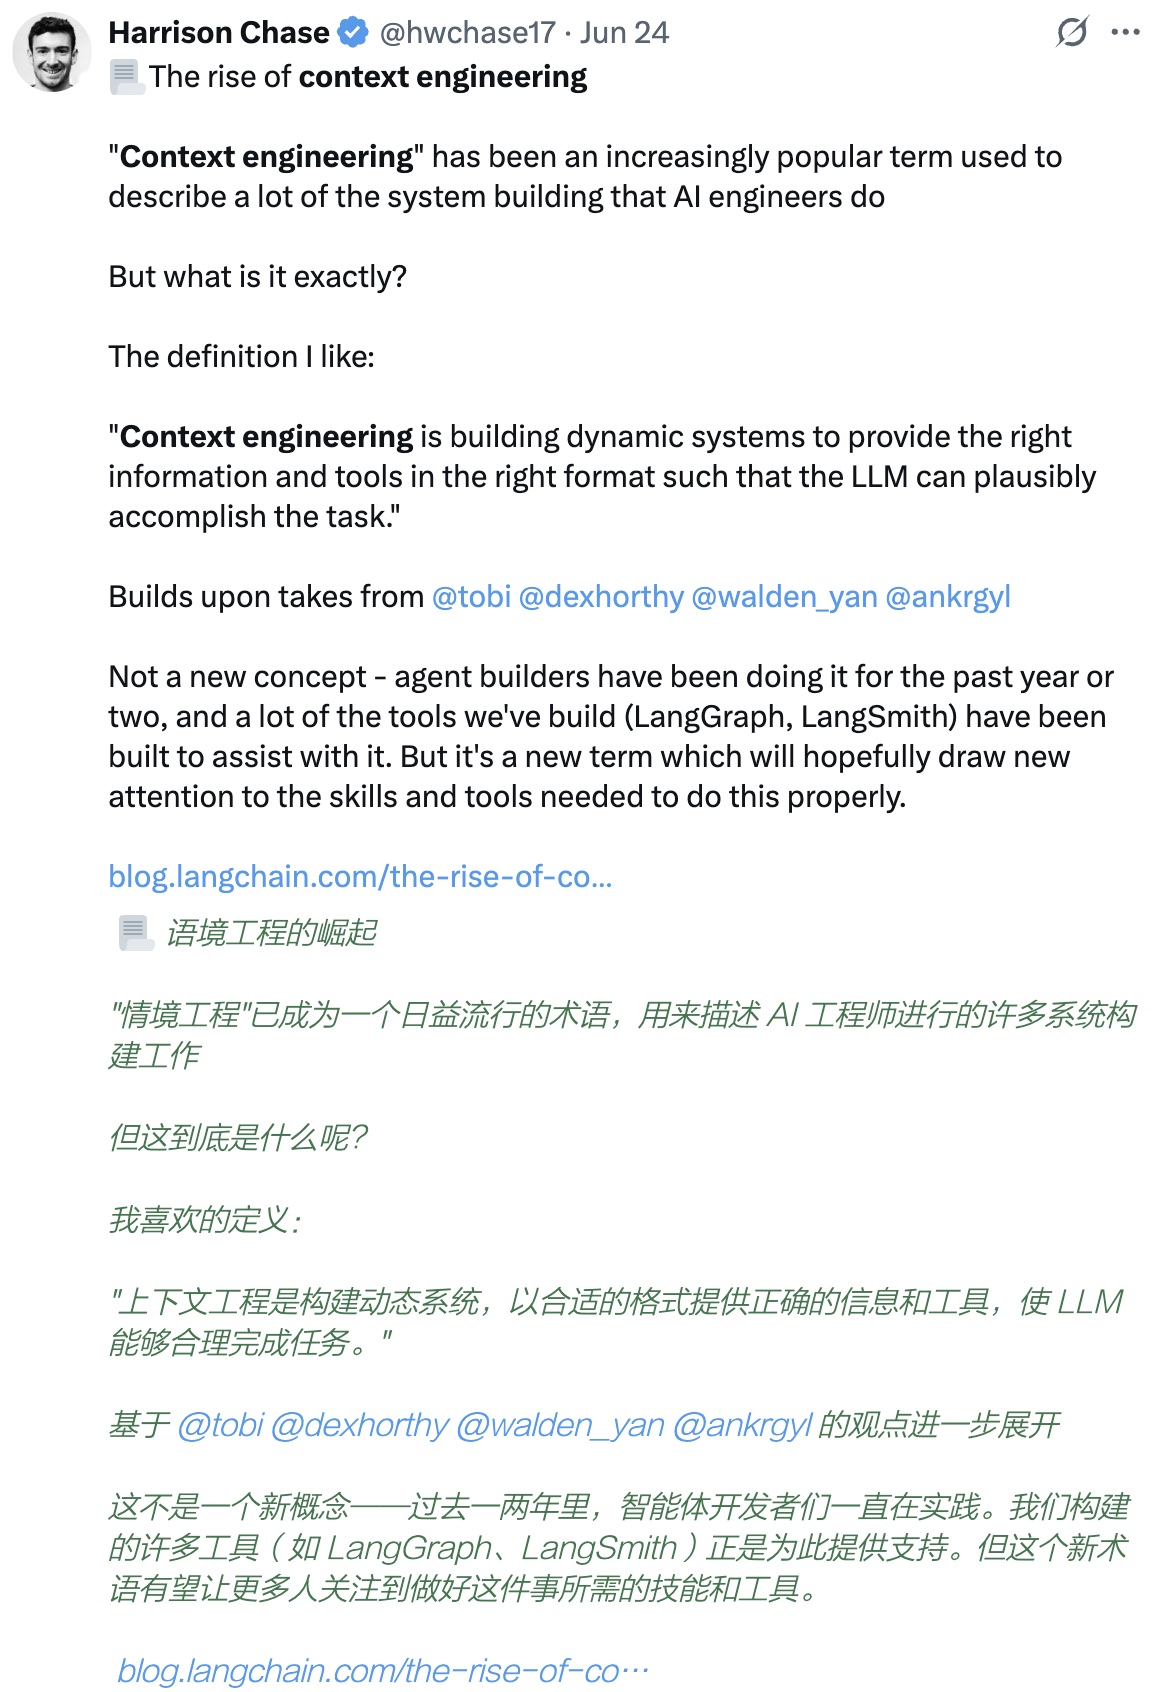 Harrison Chase @hwchase17 · Jun 24
The rise of context engineering
"Context engineering" has been an increasingly popular term used to
describe a lot of the system building that AI engineers do
But what is it exactly?
The definition I like:
"Context engineering is building dynamic systems to provide the right
information and tools in the right format such that the LLM can plausibly
accomplish the task."
Builds upon takes from @tobi @dexhorthy @walden_yan @ankrgyl
Not a new concept - agent builders have been doing it for the past year or
two, and a lot of the tools we've build (LangGraph, LangSmith) have been
built to assist with it. But it's a new term which will hopefully draw new
attention to the skills and tools needed to do this properly.
blog.langchain.com/the-rise-of-co...
语境工程的崛起
"情境工程"已成为一个日益流行的术语，用来描述 AI 工程师进行的许多系统构
建工作
但这到底是什么呢？
我喜欢的定义：
"上下文工程是构建动态系统，以合适的格式提供正确的信息和工具，使 LLM
能够合理完成任务。"
基于 @tobi @dexhorthy @walden_yan @ankrgyl 的观点进一步展开
这不是一个新概念——过去一两年里，智能体开发者们一直在实践。我们构建
的许多工具（如 LangGraph、LangSmith）正是为此提供支持。但这个新术
语有望让更多人关注到做好这件事所需的技能和工具。
blog.langchain.com/the-rise-of-co…